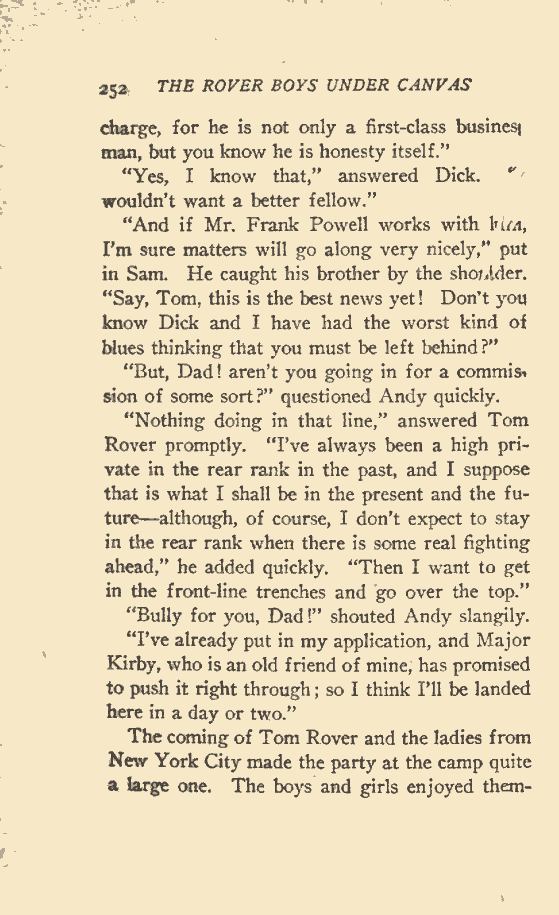 252 THE ROVER BOYS UNDER CANVAS
charge, for he is not only a first-class business
man, but you know he is honesty itself.”
“Yes, I know that,” answered Dick.
wouldn’t want a better fellow.”
“And if Mr. Frank Powell works with him,
I’m sure matters will go along very nicely,” put
in Sam. He caught his brother by the shoulder.
“Say, Tom, this is the best news yet! Don’t you
know Dick and I have had the worst kind of
blues thinking that you must be left behind?”
“But, Dad! aren’t you going in for a commis-
sion of some sort?” questioned Andy quickly.
“Nothing doing in that line,” answered Tom
Rover promptly. “I’ve always been a high pri-
vate in the rear rank in the past, and I suppose
that is what I shall be in the present and the fu-
ture—although, of course, I don’t expect to stay
in the rear rank when there is some real fighting
ahead,” he added quickly. “Then I want to get
in the front-line trenches and go over the top.”
“Bully for you, Dad!” shouted Andy slangily.
“I’ve already put in my application, and Major
Kirby, who is an old friend of mine, has promised
to push it right through; so I think I’ll be landed
here in a day or two.”
The coming of Tom Rover and the ladies from
New York City made the party at the camp quite
a large one. The boys and girls enjoyed them-